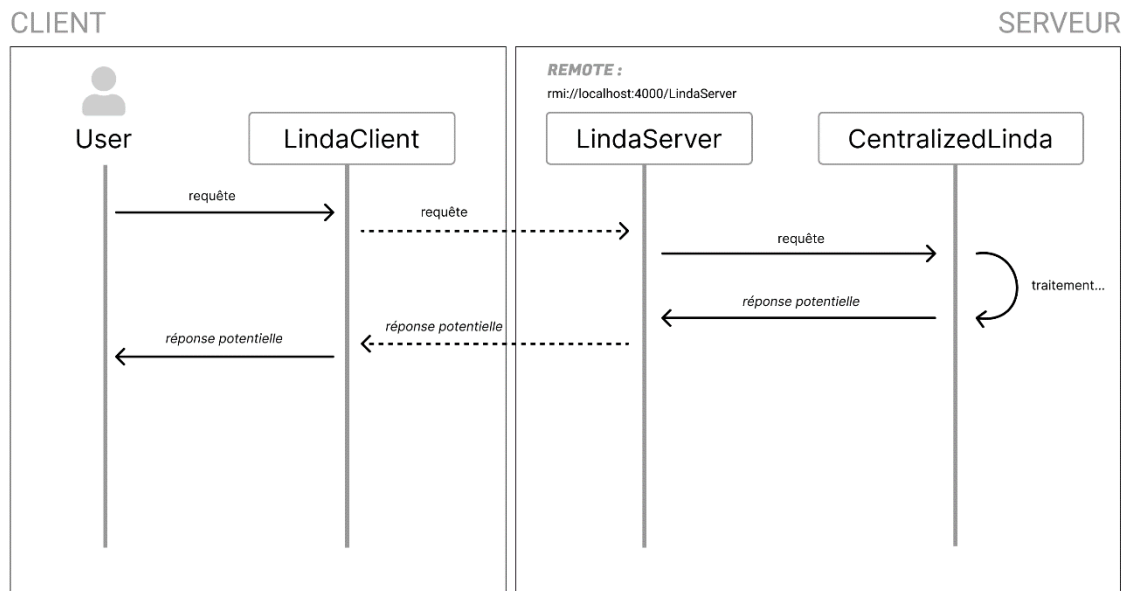 CLIENT
SERVEUR
REMOTE :
rmi://localhost:4000/LindaServer
User
LindaClient
LindaServer
CentralizedLinda
requête
requête
requête
traitement...
réponse potentielle
réponse potentielle
réponse potentielle